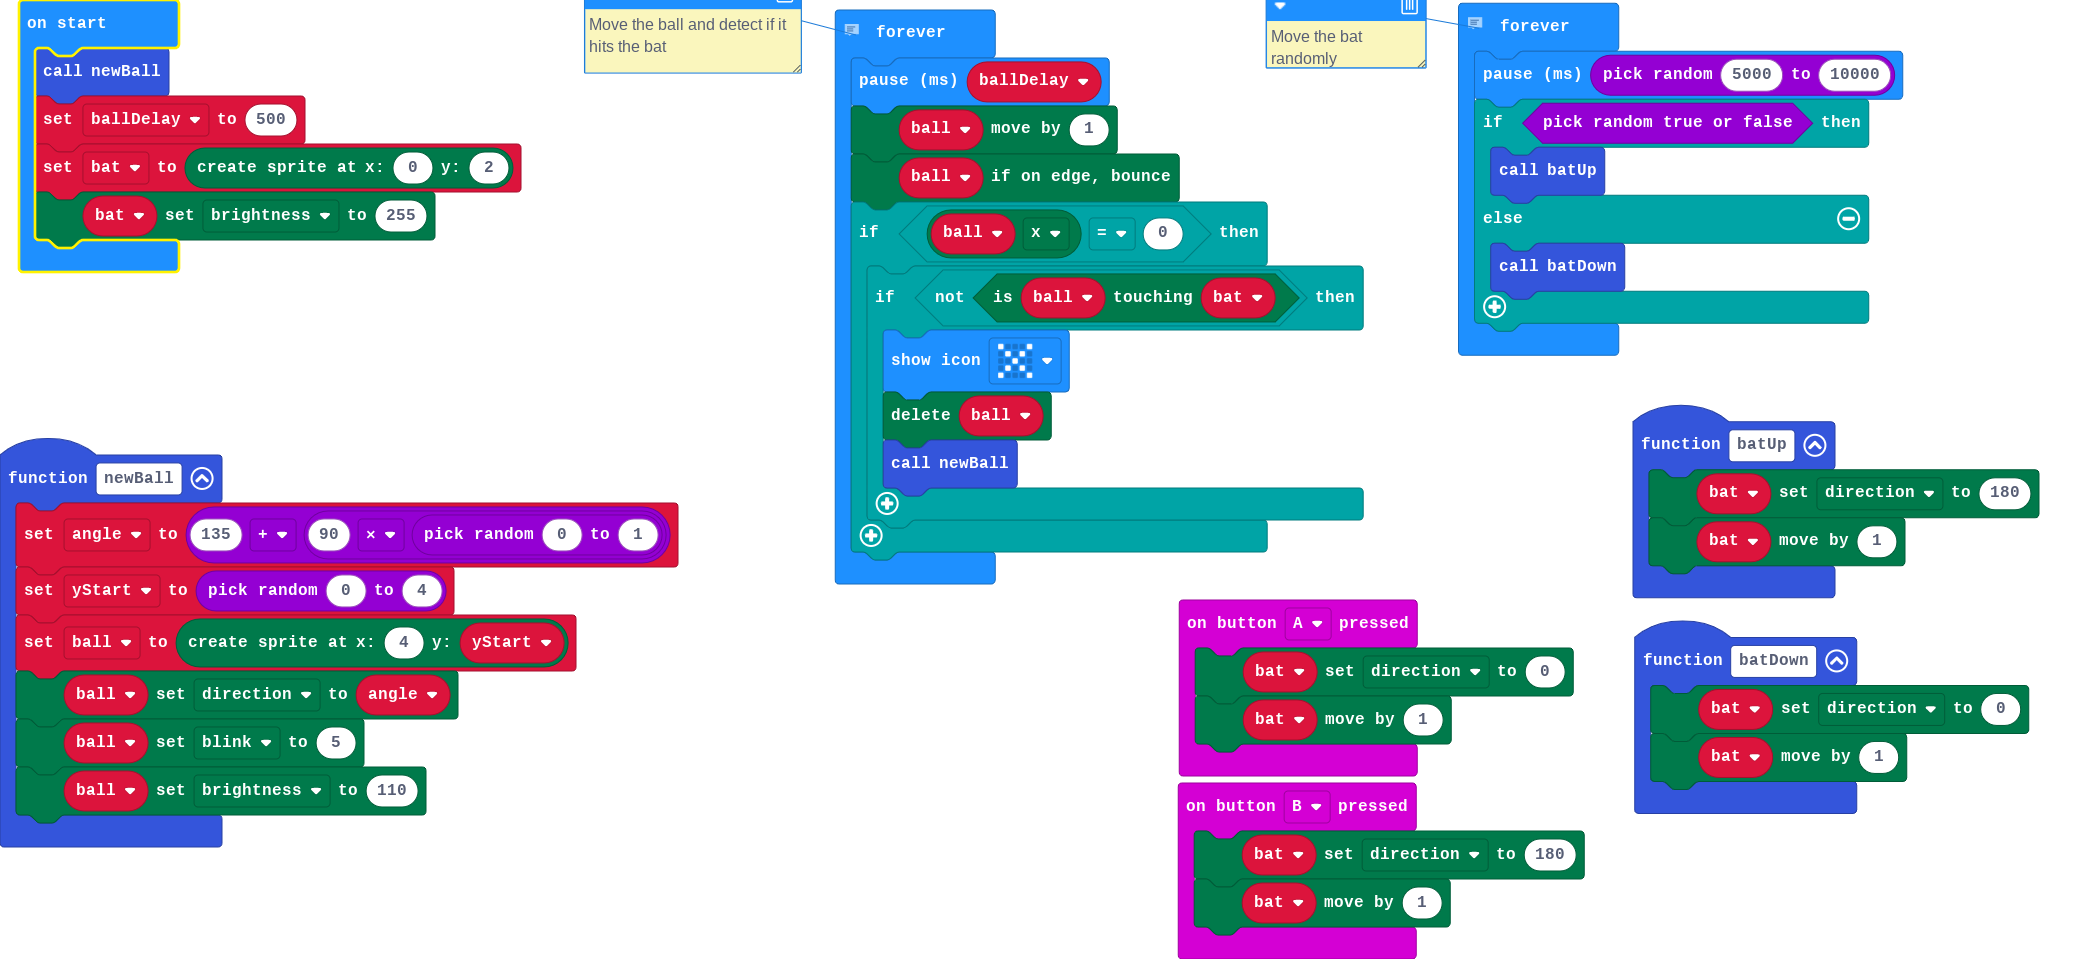 on start
call newBall
set ballDelay to 500
set bat to create sprite at x: 0 y: 2
bat set brightness to 255
Move the ball and detect if it
hits the bat
forever
pause (ms) ballDelay
ball move by 1
ball if on edge, bounce
if ball x = 0 then
if not is ball touching bat then
show icon
delete ball
call newBall
Move the bat
randomly
forever
pause (ms) pick random 5000 to 10000
if pick random true or false then
call batUp
else
call batDown
function newBall
set angle to 135 + 90 × pick random 0 to 1
set yStart to pick random 0 to 4
set ball to create sprite at x: 4 y: yStart
ball set direction to angle
ball set blink to 5
ball set brightness to 110
on button A pressed
bat set direction to 0
bat move by 1
on button B pressed
bat set direction to 180
bat move by 1
function batUp
bat set direction to 180
bat move by 1
function batDown
bat set direction to 0
bat move by 1